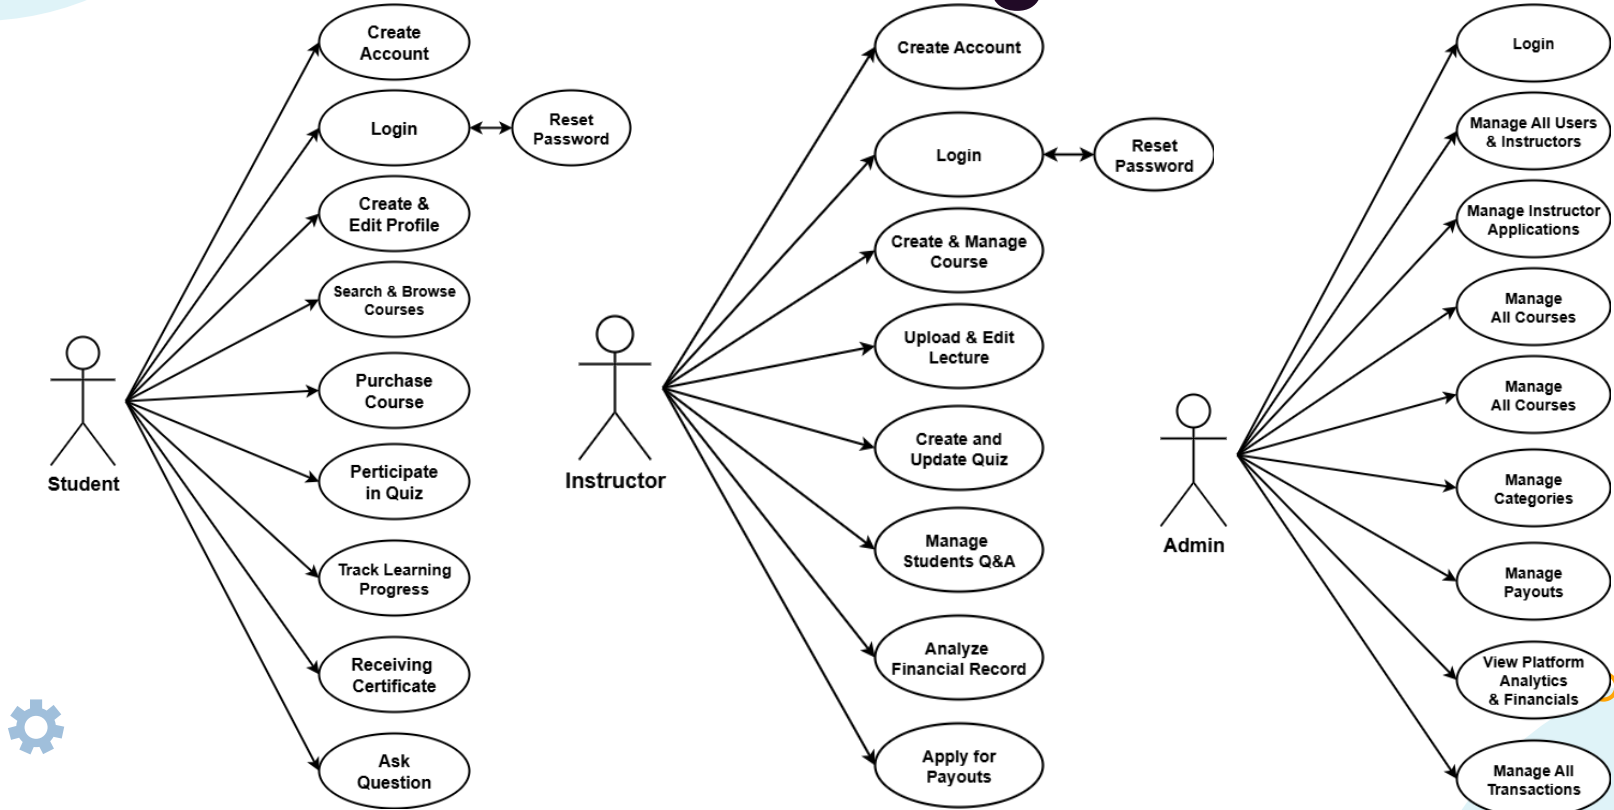 Create
Account
Login
Reset
Password
Create &
Edit Profile
Search & Browse
Courses
Purchase
Course
Perticipate
in Quiz
Track Learning
Progress
Receiving
Certificate
Ask
Question
Student
Create Account
Login
Reset
Password
Create & Manage
Course
Upload & Edit
Lecture
Create and
Update Quiz
Manage
Students Q&A
Analyze
Financial Record
Apply for
Payouts
Instructor
Login
Manage All Users
& Instructors
Manage Instructor
Applications
Manage
All Courses
Manage
All Courses
Manage
Categories
Manage
Payouts
View Platform
Analytics
& Financials
Manage All
Transactions
Admin